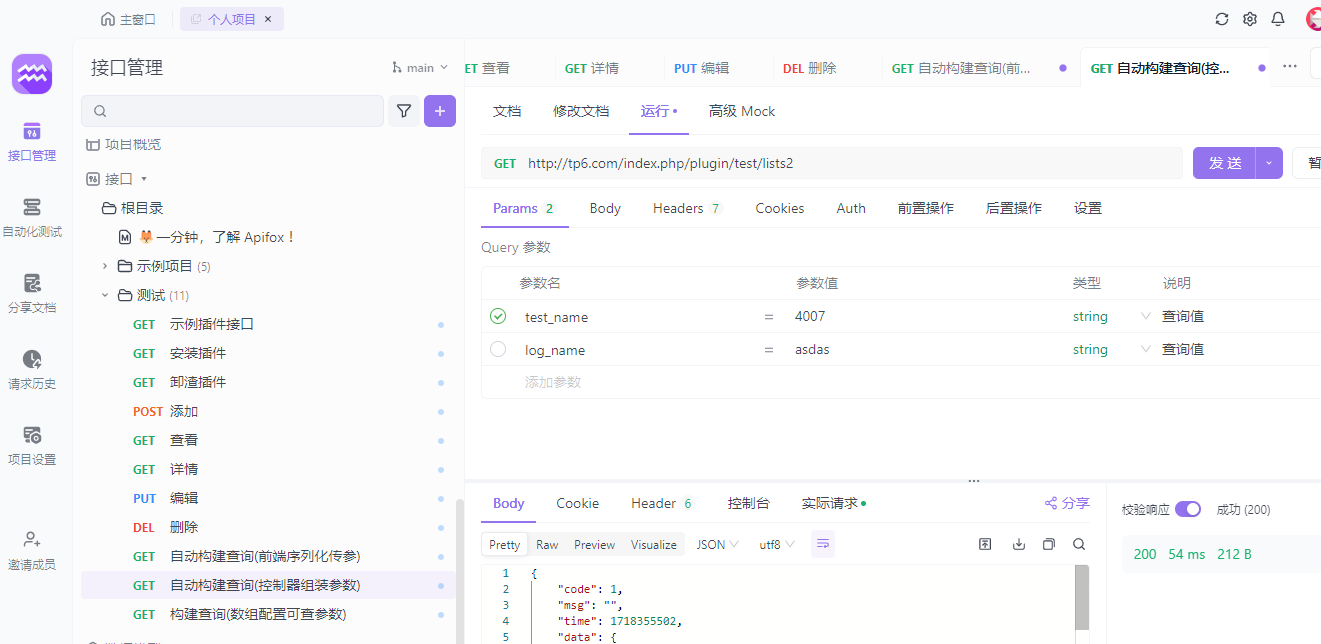 主窗口
个人项目 ×
接口管理
自动化测试
分享文档
请求历史
项目设置
邀请成员
接口管理
main
项目概览
接口
根目录
🦊一分钟，了解 Apifox！
示例项目 (5)
测试 (11)
GET 示例插件接口
GET 安装插件
GET 卸渣插件
POST 添加
GET 查看
GET 详情
PUT 编辑
DEL 删除
GET 自动构建查询(前端序列化传参)
GET 自动构建查询(控制器组装参数)
GET 构建查询(数组配置可查参数)
ET 查看
GET 详情
PUT 编辑
DEL 删除
GET 自动构建查询(前...
GET 自动构建查询(控...
文档 修改文档 运行 高级 Mock
GET http://tp6.com/index.php/plugin/test/lists2
发 送
暂
Params 2 Body Headers 7 Cookies Auth 前置操作 后置操作 设置
Query 参数
参数名 参数值 类型 说明
test_name = 4007 string 查询值
log_name = asdas string 查询值
添加参数
Body Cookie Header 6 控制台 实际请求 分享
Pretty Raw Preview Visualize JSON utf8
1 {
2 "code": 1,
3 "msg": "",
4 "time": 1718355502,
5 "data": {
校验响应 成功 (200)
200 54 ms 212 B